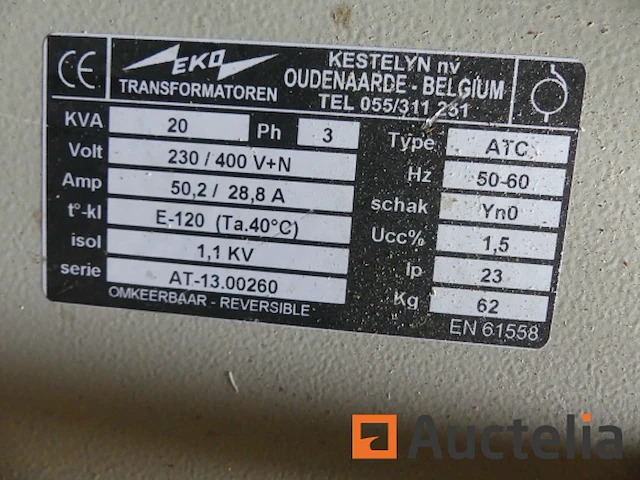 CE
EKO
TRANSFORMATOREN
KESTELYN nv
OUDENAARDE - BELGIUM
TEL 055/311 251
KVA 20 Ph 3
Volt 230 / 400 V+N
Amp 50,2 / 28,8 A
t°-kl E-120 (Ta.40°C)
isol 1,1 KV
serie AT-13.00260
OMKEERBAAR - REVERSIBLE
Type ATC
Hz 50-60
schak Yn0
Ucc% 1,5
Ip 23
Kg 62
EN 61558
Auctelia